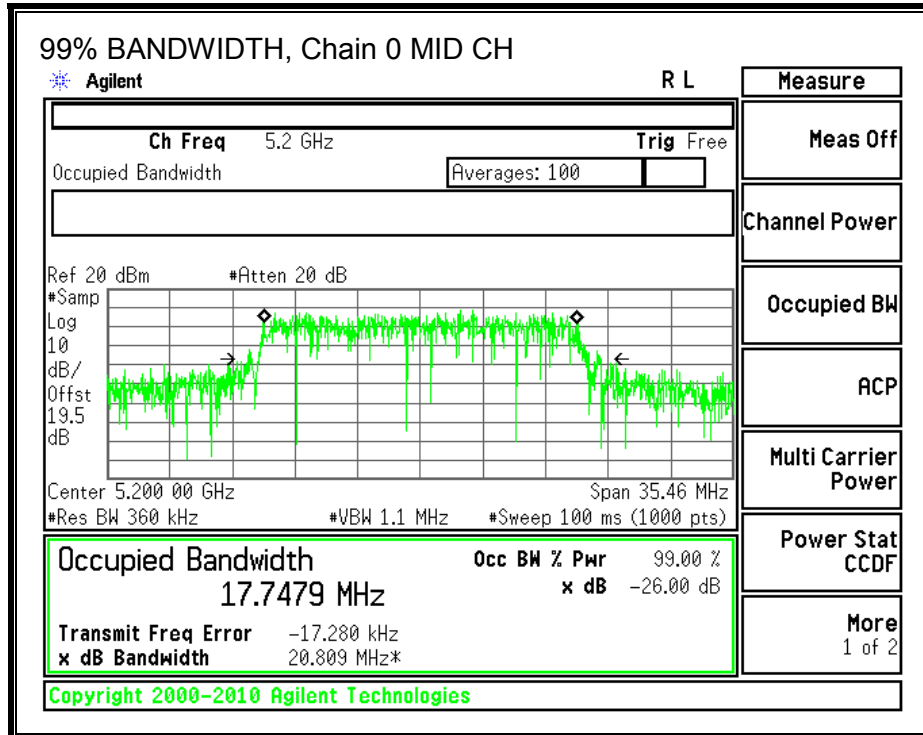 99% BANDWIDTH, Chain 0 MID CH
Agilent R L
Ch Freq 5.2 GHz Trig Free
Occupied Bandwidth Averages: 100
Ref 20 dBm #Atten 20 dB
#Samp
Log
10
dB/
Offst
19.5
dB
Center 5.200 00 GHz Span 35.46 MHz
#Res BW 360 kHz #VBW 1.1 MHz #Sweep 100 ms (1000 pts)
Occupied Bandwidth Occ BW % Pwr 99.00 %
17.7479 MHz x dB -26.00 dB
Transmit Freq Error -17.280 kHz
x dB Bandwidth 20.809 MHz*
Copyright 2000-2010 Agilent Technologies
Measure
Meas Off
Channel Power
Occupied BW
ACP
Multi Carrier
Power
Power Stat
CCDF
More
1 of 2